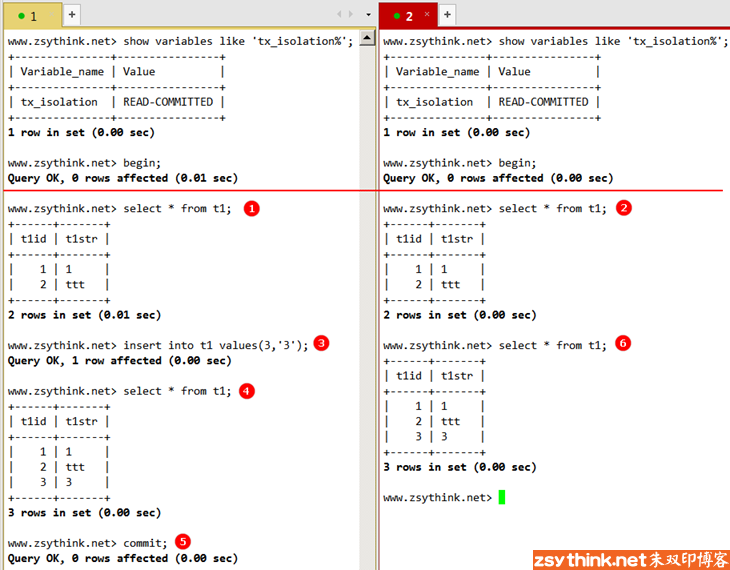 1
+
2
×
+
www.zsythink.net> show variables like 'tx_isolation%';
+---------------+----------------+
| Variable_name | Value          |
+---------------+----------------+
| tx_isolation  | READ-COMMITTED |
+---------------+----------------+
1 row in set (0.00 sec)
www.zsythink.net> begin;
Query OK, 0 rows affected (0.01 sec)
www.zsythink.net> select * from t1; 1
+------+-------+
| t1id | t1str |
+------+-------+
|    1 | 1     |
|    2 | ttt   |
+------+-------+
2 rows in set (0.01 sec)
www.zsythink.net> insert into t1 values(3,'3'); 3
Query OK, 1 row affected (0.00 sec)
www.zsythink.net> select * from t1; 4
+------+-------+
| t1id | t1str |
+------+-------+
|    1 | 1     |
|    2 | ttt   |
|    3 | 3     |
+------+-------+
3 rows in set (0.00 sec)
www.zsythink.net> commit; 5
Query OK, 0 rows affected (0.00 sec)
www.zsythink.net> show variables like 'tx_isolation%';
+---------------+----------------+
| Variable_name | Value          |
+---------------+----------------+
| tx_isolation  | READ-COMMITTED |
+---------------+----------------+
1 row in set (0.00 sec)
www.zsythink.net> begin;
Query OK, 0 rows affected (0.00 sec)
www.zsythink.net> select * from t1; 2
+------+-------+
| t1id | t1str |
+------+-------+
|    1 | 1     |
|    2 | ttt   |
+------+-------+
2 rows in set (0.00 sec)
www.zsythink.net> select * from t1; 6
+------+-------+
| t1id | t1str |
+------+-------+
|    1 | 1     |
|    2 | ttt   |
|    3 | 3     |
+------+-------+
3 rows in set (0.00 sec)
www.zsythink.net>
zsythink.net朱双印博客